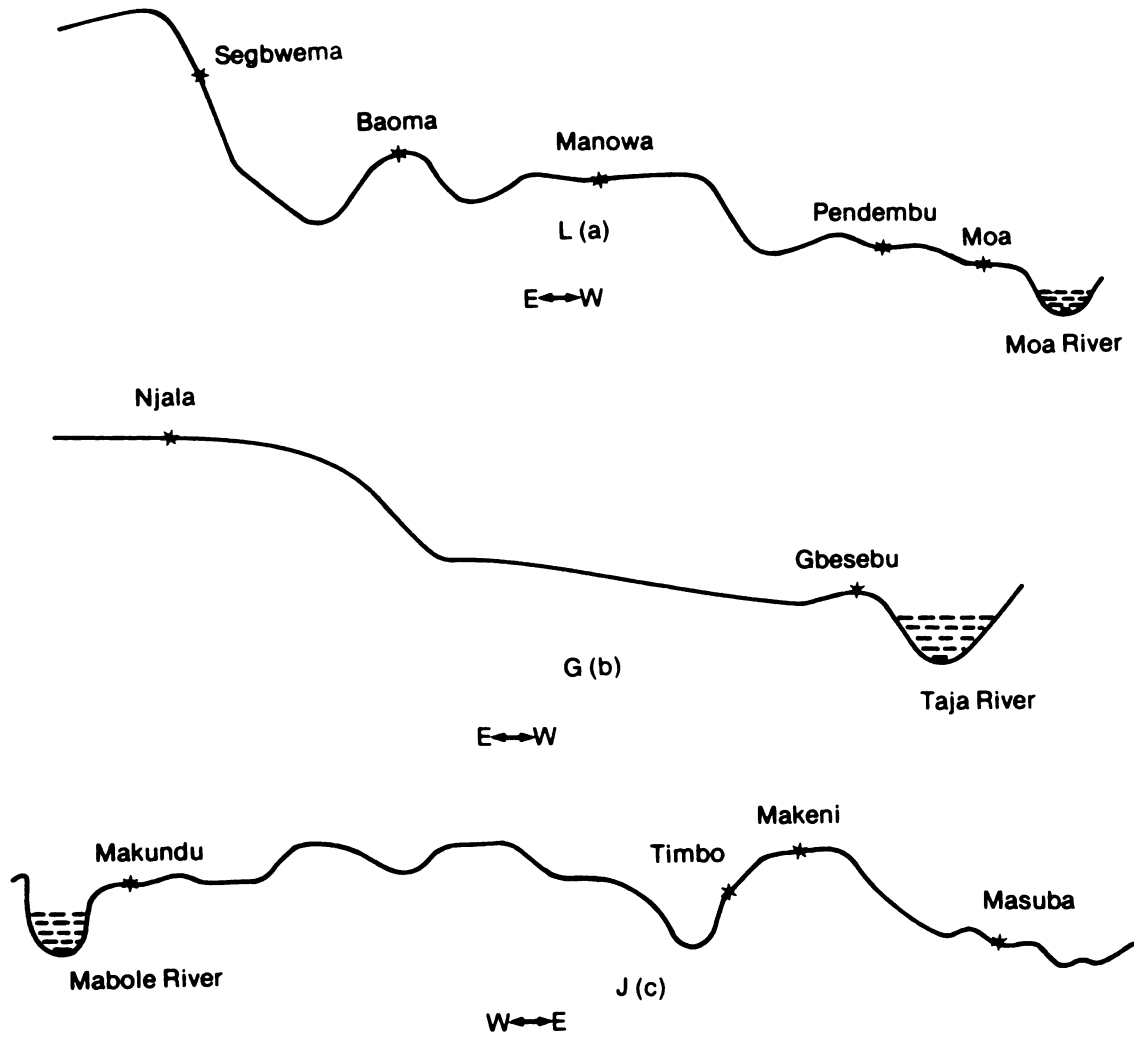 Segbwema
Baoma
Manowa
Pendembu
Moa
L (a)
E W
Moa River
Njala
Gbesebu
G (b)
Taja River
E W
Makeni
Makundu
Timbo
Masuba
Mabole River
J (c)
W E